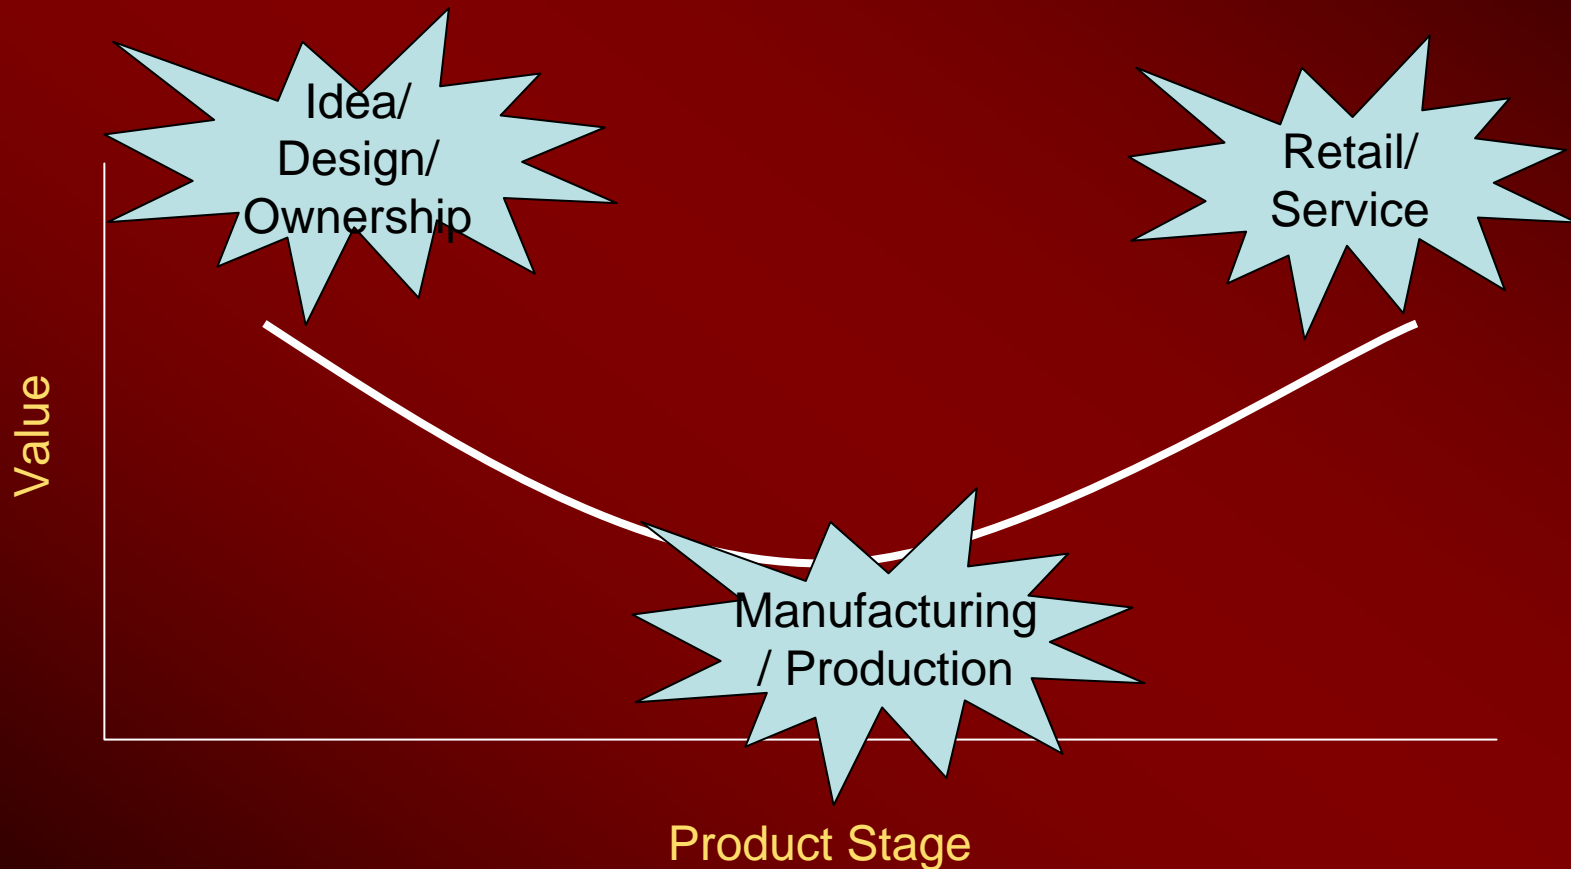 Idea/
Design/
Ownership
Retail/
Service
Value
Manufacturing
/ Production
Product Stage